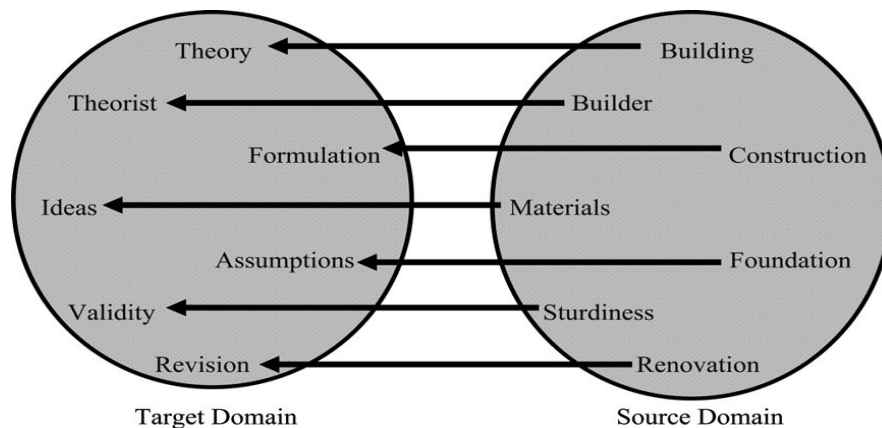 Theory Building
Theorist Builder
Formulation Construction
Ideas Materials
Assumptions Foundation
Validity Sturdiness
Revision Renovation
Target Domain Source Domain